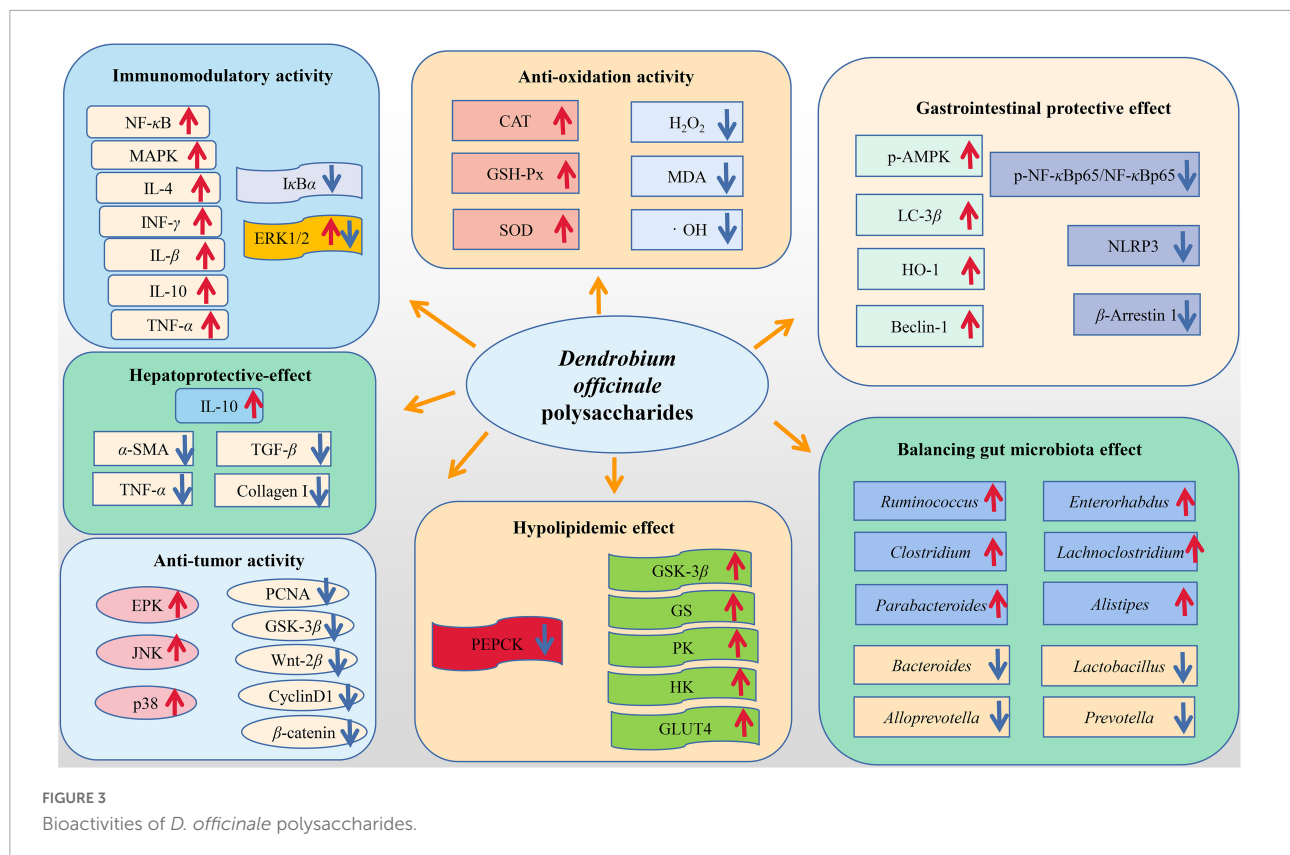 Immunomodulatory activity
NF-κB
MAPK
IL-4
INF-γ
IL-β
IL-10
TNF-α
IκBα
ERK1/2
Anti-oxidation activity
CAT
GSH-Px
SOD
H₂O₂
MDA
· OH
Gastrointestinal protective effect
p-AMPK
LC-3β
HO-1
Beclin-1
p-NF-κBp65/NF-κBp65
NLRP3
β-Arrestin 1
Dendrobium
officinale
polysaccharides
Hepatoprotective-effect
IL-10
α-SMA
TGF-β
TNF-α
Collagen I
Anti-tumor activity
EPK
JNK
p38
PCNA
GSK-3β
Wnt-2β
CyclinD1
β-catenin
Hypolipidemic effect
PEPCK
GSK-3β
GS
PK
HK
GLUT4
Balancing gut microbiota effect
Ruminococcus
Enterorhabdus
Clostridium
Lachnoclostridium
Parabacteroides
Alistipes
Bacteroides
Lactobacillus
Alloprevotella
Prevotella
FIGURE 3
Bioactivities of D. officinale polysaccharides.